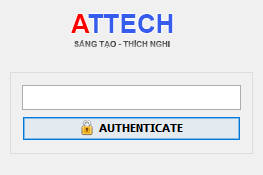 ATTECH
SÁNG TẠO - THÍCH NGHI
AUTHENTICATE